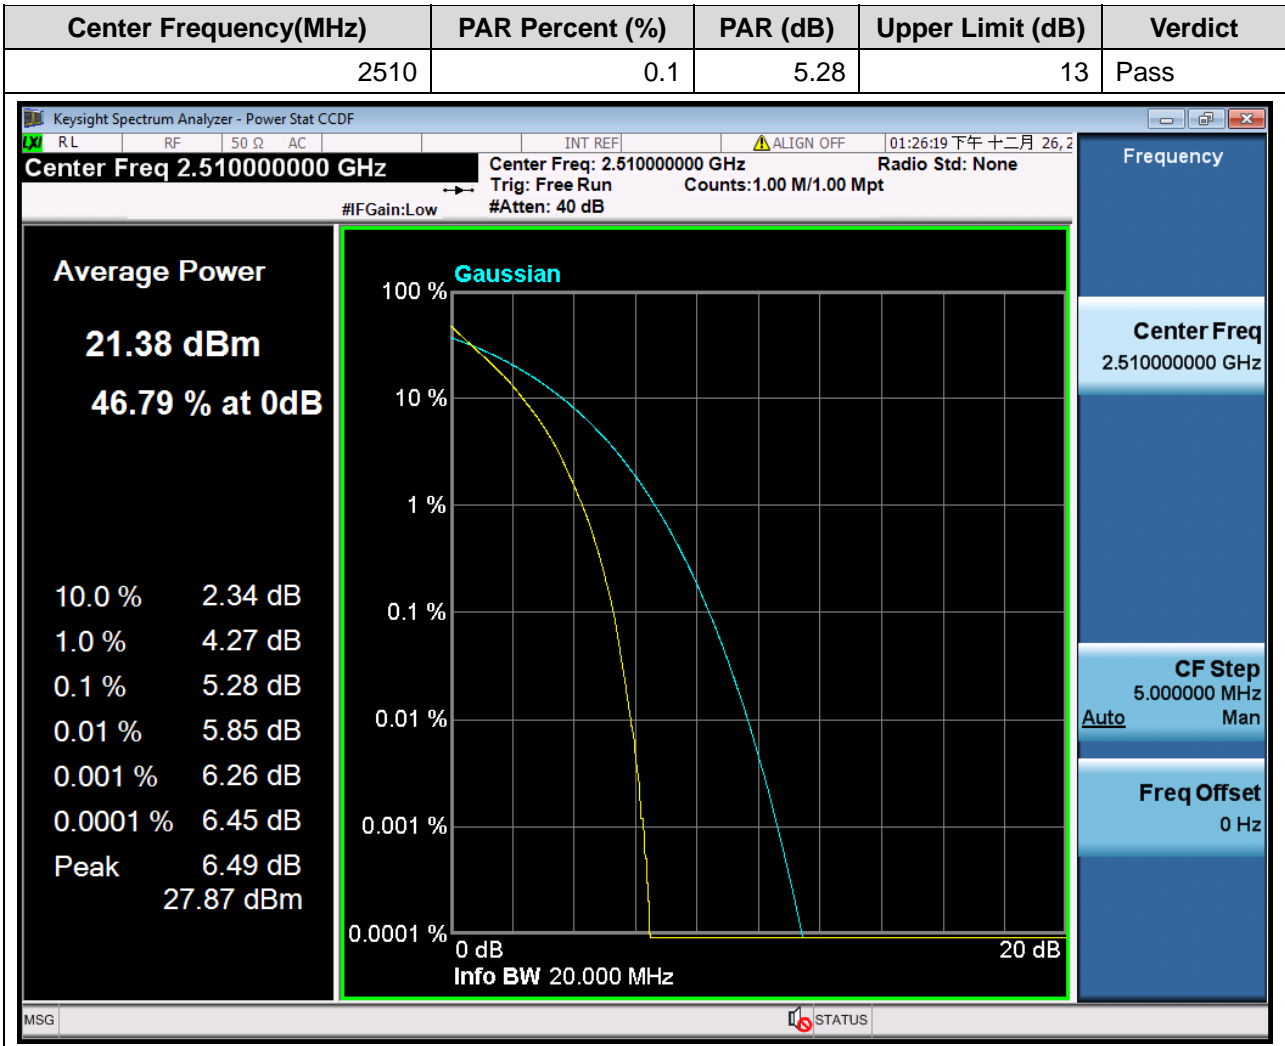 Center Frequency(MHz) PAR Percent (%) PAR (dB) Upper Limit (dB) Verdict
2510 0.1 5.28 13 Pass
Keysight Spectrum Analyzer - Power Stat CCDF
LXI RL RF 50 Ω AC INT REF ALIGN OFF 01:26:19 下午 十二月 26, 2
Center Freq 2.510000000 GHz
Center Freq: 2.510000000 GHz Radio Std: None
Trig: Free Run Counts:1.00 M/1.00 Mpt
#IFGain:Low #Atten: 40 dB
Average Power
21.38 dBm
46.79 % at 0dB
10.0 % 2.34 dB
1.0 % 4.27 dB
0.1 % 5.28 dB
0.01 % 5.85 dB
0.001 % 6.26 dB
0.0001 % 6.45 dB
Peak 6.49 dB
27.87 dBm
Gaussian
100 %
10 %
1 %
0.1 %
0.01 %
0.001 %
0.0001 %
0 dB 20 dB
Info BW 20.000 MHz
Frequency
Center Freq
2.510000000 GHz
CF Step
5.000000 MHz
Auto Man
Freq Offset
0 Hz
MSG STATUS